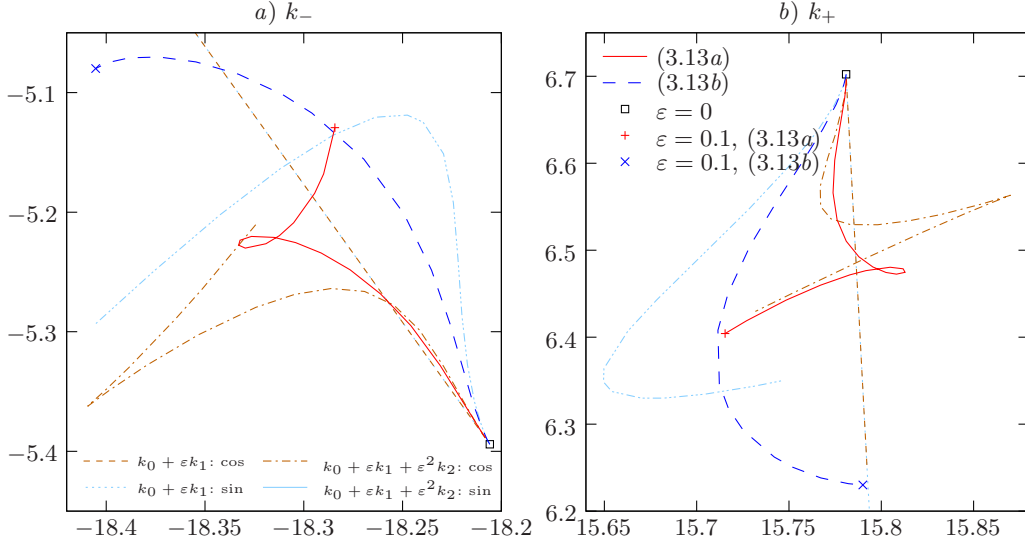 a) k₋
b) k₊
−5.1
−5.2
−5.3
−5.4
−18.4
−18.35
−18.3
−18.25
−18.2
k₀ + εk₁: cos
k₀ + εk₁ + ε²k₂: cos
k₀ + εk₁: sin
k₀ + εk₁ + ε²k₂: sin
6.7
6.6
6.5
6.4
6.3
6.2
15.65
15.7
15.75
15.8
15.85
(3.13a)
(3.13b)
ε = 0
ε = 0.1, (3.13a)
ε = 0.1, (3.13b)